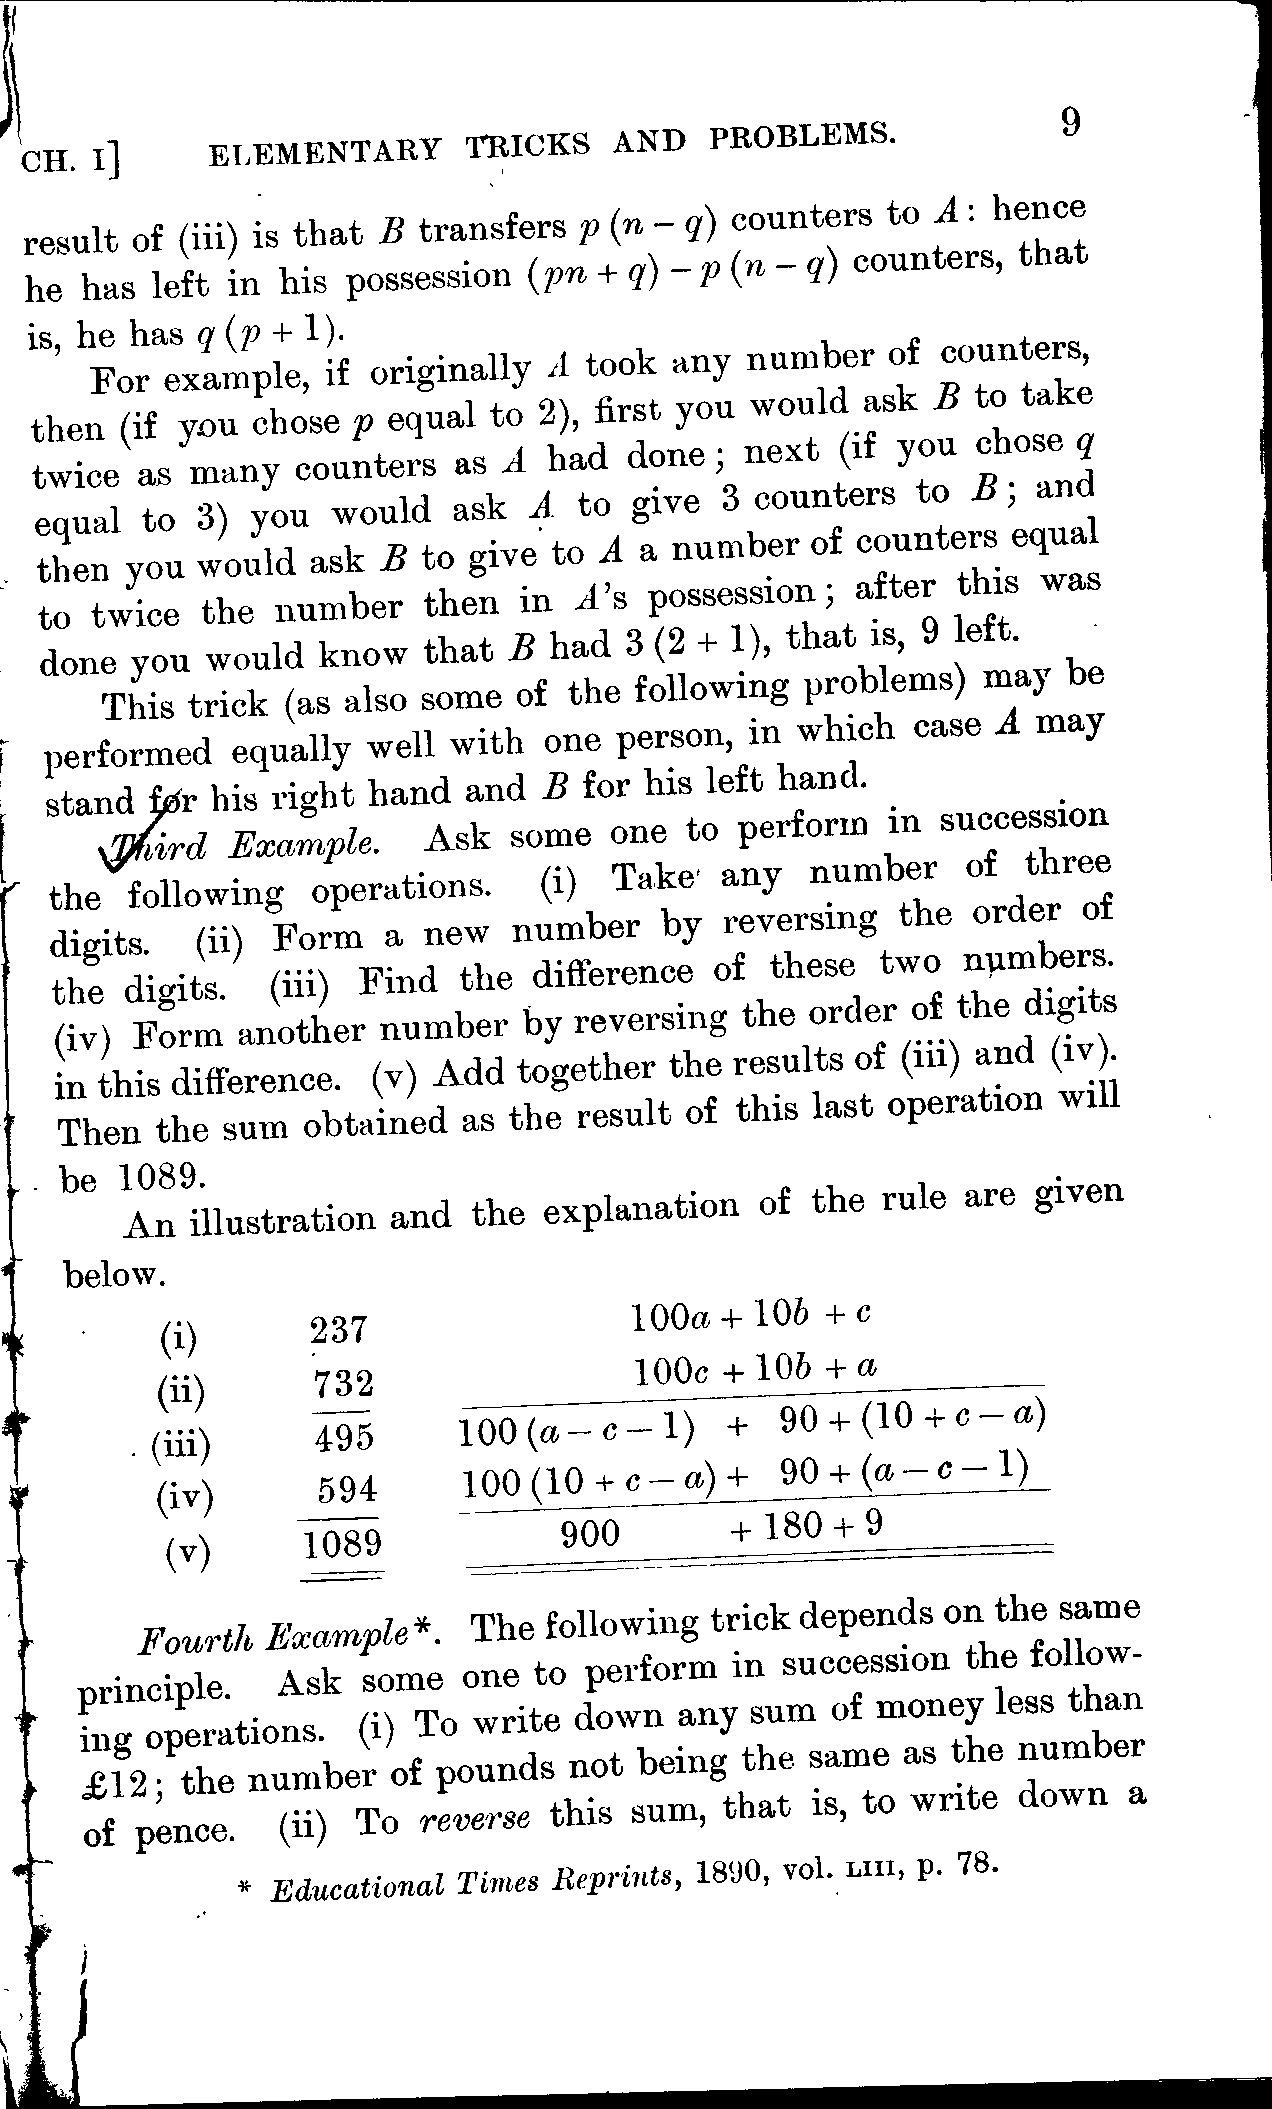 CH. I] ELEMENTARY TRICKS AND PROBLEMS. 9
result of (iii) is that B transfers p (n − q) counters to A: hence
he has left in his possession (pn + q) − p (n − q) counters, that
is, he has q (p + 1).
For example, if originally A took any number of counters,
then (if you chose p equal to 2), first you would ask B to take
twice as many counters as A had done; next (if you chose q
equal to 3) you would ask A to give 3 counters to B; and
then you would ask B to give to A a number of counters equal
to twice the number then in A's possession; after this was
done you would know that B had 3 (2 + 1), that is, 9 left.
This trick (as also some of the following problems) may be
performed equally well with one person, in which case A may
stand for his right hand and B for his left hand.
Third Example. Ask some one to perform in succession
the following operations. (i) Take any number of three
digits. (ii) Form a new number by reversing the order of
the digits. (iii) Find the difference of these two numbers.
(iv) Form another number by reversing the order of the digits
in this difference. (v) Add together the results of (iii) and (iv).
Then the sum obtained as the result of this last operation will
be 1089.
An illustration and the explanation of the rule are given
below.
(i) 237 100a + 10b + c
(ii) 732 100c + 10b + a
(iii) 495 100 (a − c − 1) + 90 + (10 + c − a)
(iv) 594 100 (10 + c − a) + 90 + (a − c − 1)
(v) 1089 900 + 180 + 9
Fourth Example*. The following trick depends on the same
principle. Ask some one to perform in succession the follow-
ing operations. (i) To write down any sum of money less than
£12; the number of pounds not being the same as the number
of pence. (ii) To reverse this sum, that is, to write down a
* Educational Times Reprints, 1890, vol. LIII, p. 78.